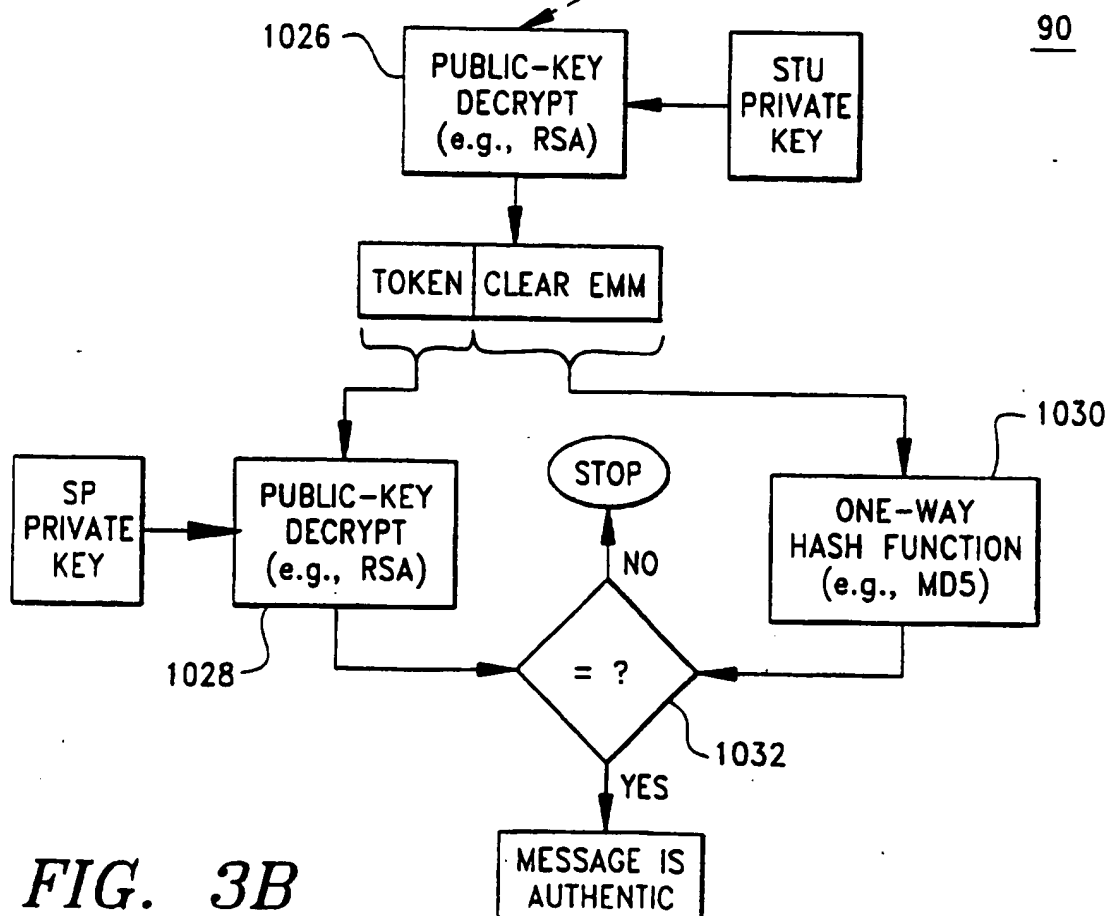 1026
PUBLIC-KEY
DECRYPT
(e.g., RSA)
STU
PRIVATE
KEY
90
TOKEN
CLEAR EMM
SP
PRIVATE
KEY
PUBLIC-KEY
DECRYPT
(e.g., RSA)
1028
STOP
NO
= ?
1032
YES
1030
ONE-WAY
HASH FUNCTION
(e.g., MD5)
MESSAGE IS
AUTHENTIC
FIG. 3B